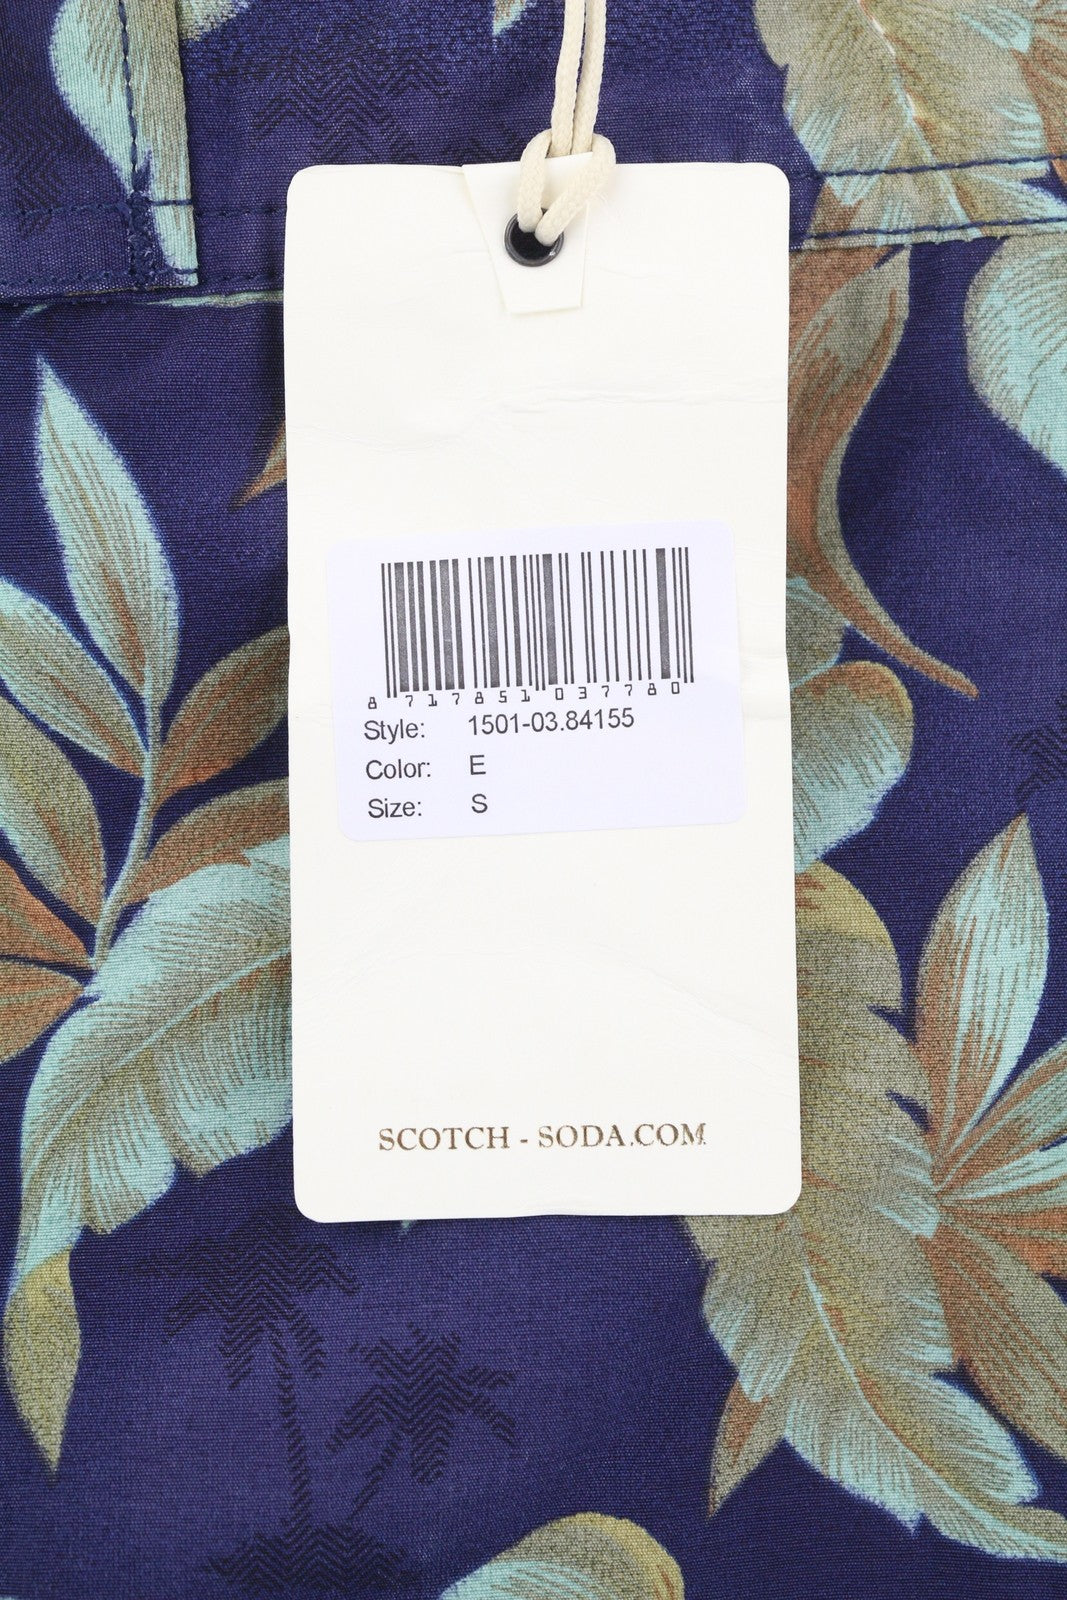 8 717851 037780
Style: 1501-03.84155
Color: E
Size: S
SCOTCH - SODA.COM